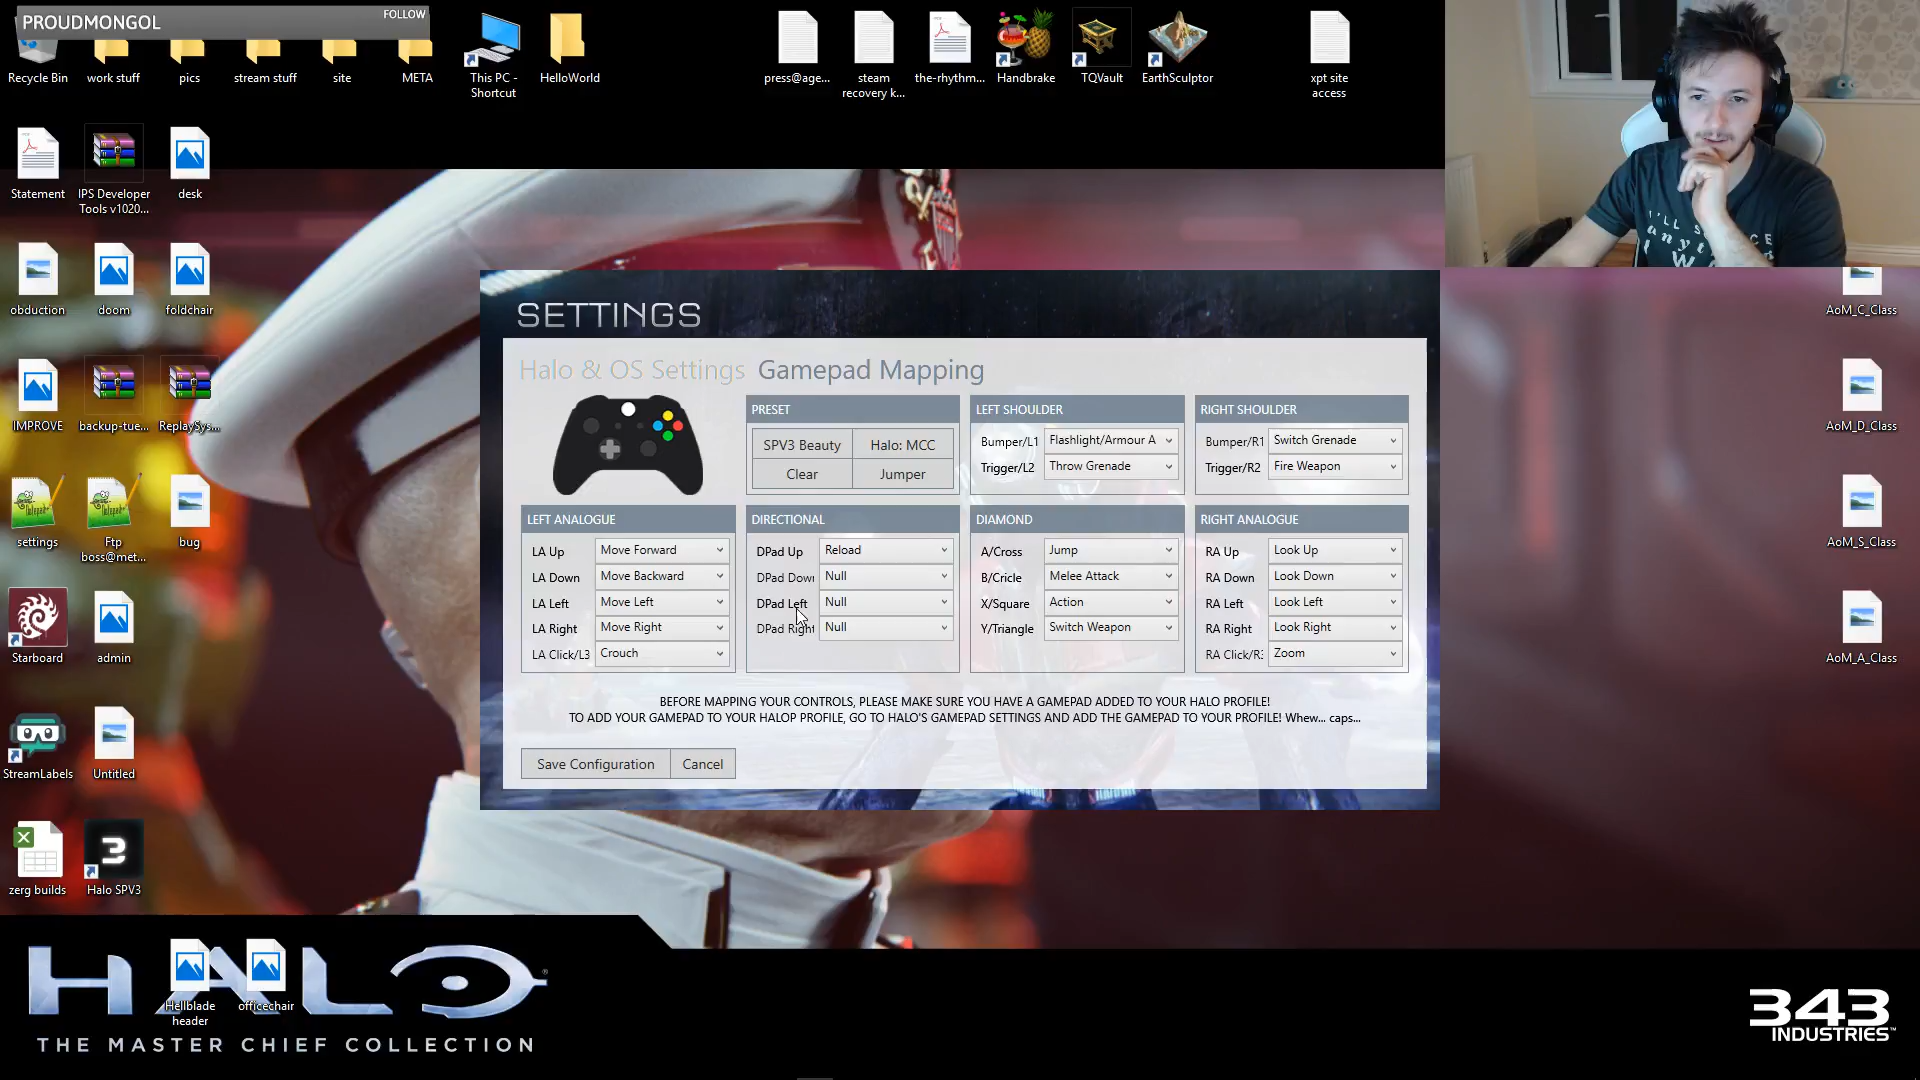 PROUDMONGOL
FOLLOW
Recycle Bin
work stuff
pics
stream stuff
site
META
This PC -
Shortcut
HelloWorld
press@age...
steam
recovery k...
the-rhythm...
Handbrake
TQVault
EarthSculptor
xpt site
access
Statement
IPS Developer
Tools v1020...
desk
obduction
doom
foldchair
IMPROVE
backup-tue...
ReplaySys...
settings
Ftp
boss@met...
bug
Starboard
admin
StreamLabels
Untitled
zerg builds
3
Halo SPV3
Hellblade
header
officechair
AoM_C_Class
AoM_D_Class
AoM_S_Class
AoM_A_Class
SETTINGS
Halo & OS Settings Gamepad Mapping
PRESET
SPV3 Beauty
Halo: MCC
Clear
Jumper
LEFT SHOULDER
Bumper/L1 Flashlight/Armour A
Trigger/L2 Throw Grenade
RIGHT SHOULDER
Bumper/R1 Switch Grenade
Trigger/R2 Fire Weapon
LEFT ANALOGUE
LA Up Move Forward
LA Down Move Backward
LA Left Move Left
LA Right Move Right
LA Click/L3 Crouch
DIRECTIONAL
DPad Up Reload
DPad Down Null
DPad Left Null
DPad Right Null
DIAMOND
A/Cross Jump
B/Cricle Melee Attack
X/Square Action
Y/Triangle Switch Weapon
RIGHT ANALOGUE
RA Up Look Up
RA Down Look Down
RA Left Look Left
RA Right Look Right
RA Click/R3 Zoom
BEFORE MAPPING YOUR CONTROLS, PLEASE MAKE SURE YOU HAVE A GAMEPAD ADDED TO YOUR HALO PROFILE!
TO ADD YOUR GAMEPAD TO YOUR HALOP PROFILE, GO TO HALO'S GAMEPAD SETTINGS AND ADD THE GAMEPAD TO YOUR PROFILE! Whew... caps...
Save Configuration
Cancel
HALO
THE MASTER CHIEF COLLECTION
343
INDUSTRIES™
I'LL S